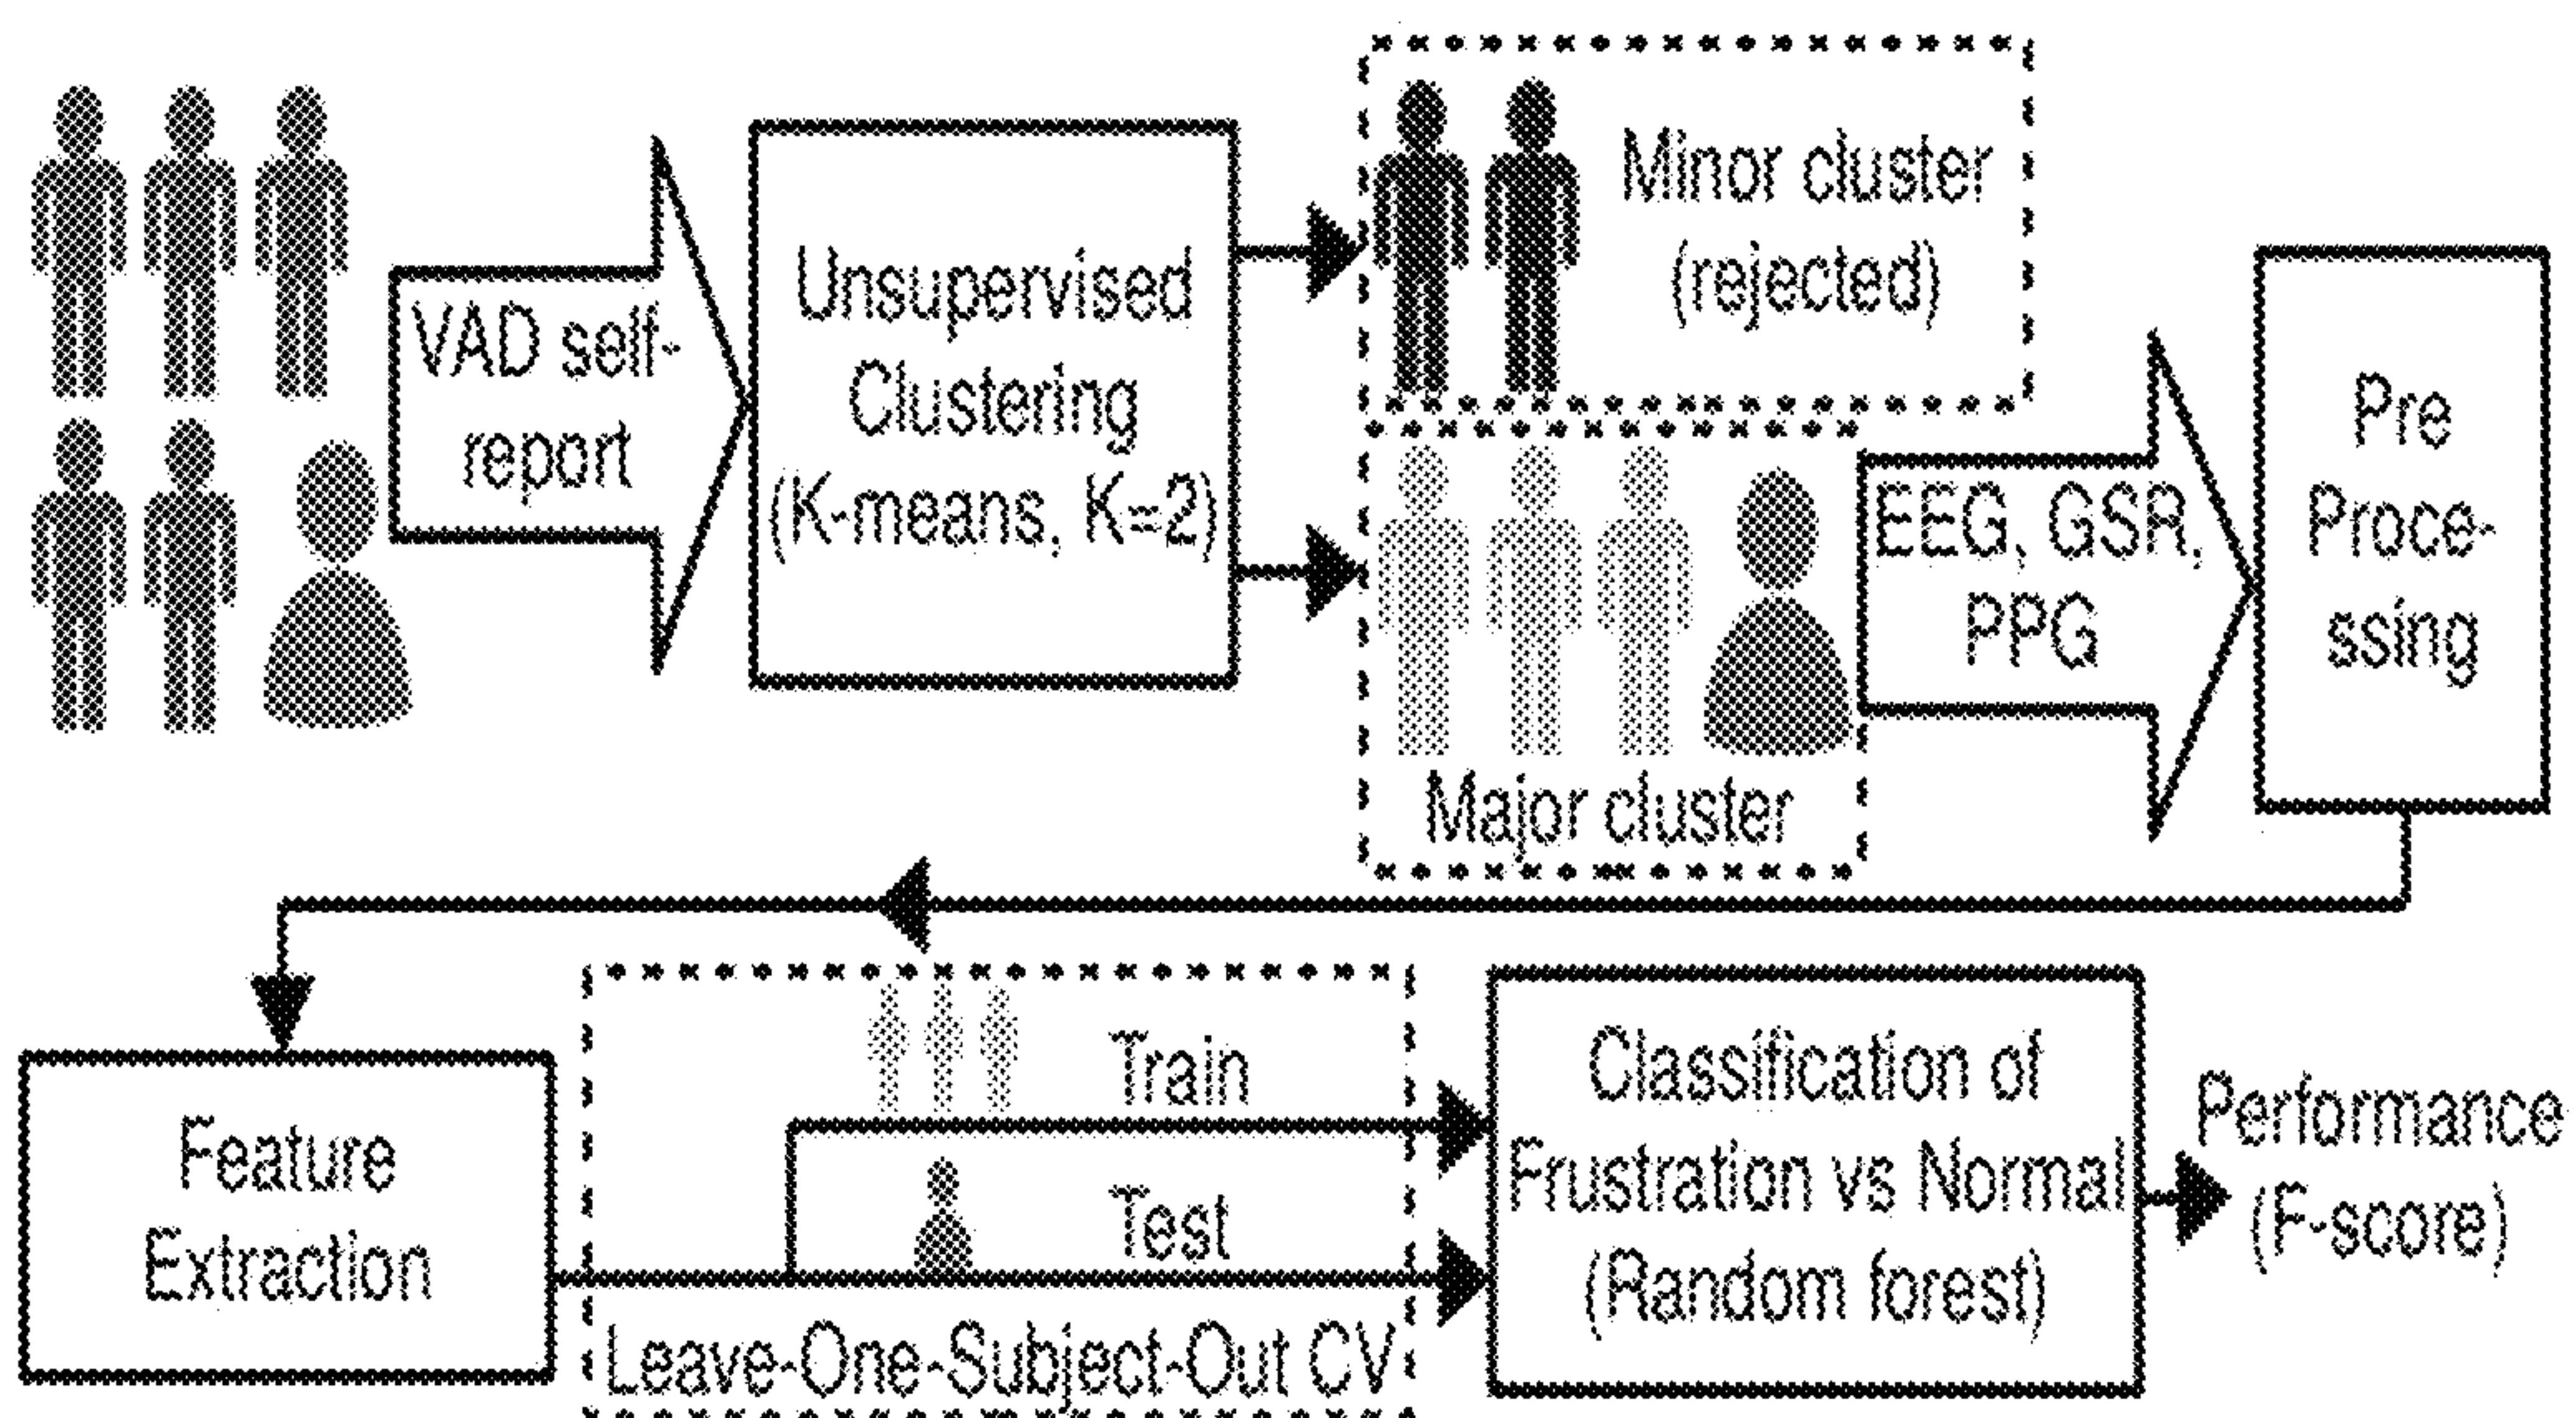 VAD self-
report
Unsupervised
Clustering
(K-means, K=2)
Minor cluster
(rejected)
Major cluster
EEG, GSR,
PPG
Pre
Proce-
ssing
Feature
Extraction
Train
Test
Leave-One-Subject-Out CV
Classification of
Frustration vs Normal
(Random forest)
Performance
(F-score)